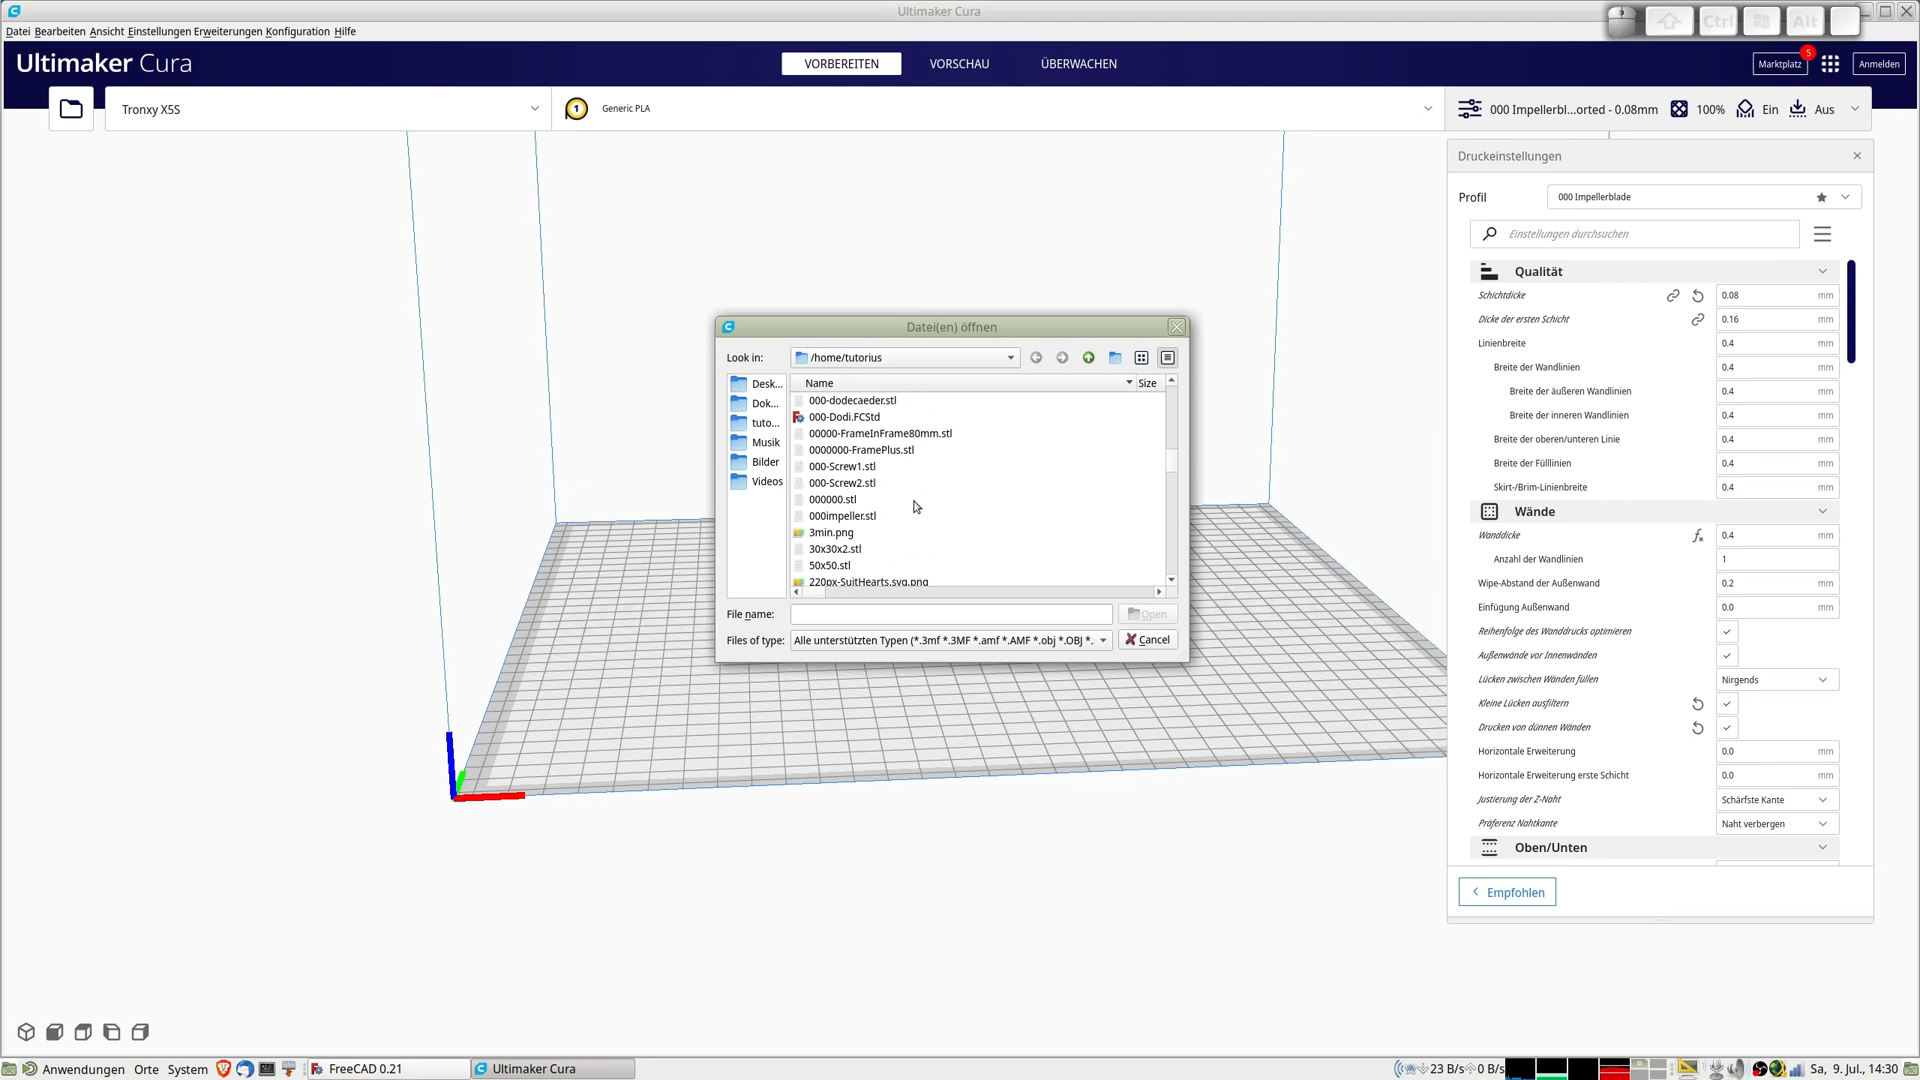 Ultimaker Cura
Ctrl Alt
Datei Bearbeiten Ansicht Einstellungen Erweiterungen Konfiguration Hilfe
Ultimaker Cura
VORBEREITEN VORSCHAU ÜBERWACHEN
Marktplatz 5 Anmelden
Tronxy X5S
1 Generic PLA
000 Impellerbl...orted - 0.08mm 100% Ein Aus
Druckeinstellungen
Profil 000 Impellerblade
Einstellungen durchsuchen
Qualität
Schichtdicke 0.08 mm
Dicke der ersten Schicht 0.16 mm
Linienbreite 0.4 mm
Breite der Wandlinien 0.4 mm
Breite der äußeren Wandlinien 0.4 mm
Breite der inneren Wandlinien 0.4 mm
Breite der oberen/unteren Linie 0.4 mm
Breite der Fülllinien 0.4 mm
Skirt-/Brim-Linienbreite 0.4 mm
Wände
Wanddicke 0.4 mm
Anzahl der Wandlinien 1
Wipe-Abstand der Außenwand 0.2 mm
Einfügung Außenwand 0.0 mm
Reihenfolge des Wanddrucks optimieren
Außenwände vor Innenwänden
Lücken zwischen Wänden füllen Nirgends
Kleine Lücken ausfiltern
Drucken von dünnen Wänden
Horizontale Erweiterung 0.0 mm
Horizontale Erweiterung erste Schicht 0.0 mm
Justierung der Z-Naht Schärfste Kante
Präferenz Nahtkante Naht verbergen
Oben/Unten
Empfohlen
Datei(en) öffnen
Look in: /home/tutorius
Desk...
Dok...
tuto...
Musik
Bilder
Videos
Name Size
000-dodecaeder.stl
000-Dodi.FCStd
00000-FrameInFrame80mm.stl
0000000-FramePlus.stl
000-Screw1.stl
000-Screw2.stl
000000.stl
000impeller.stl
3min.png
30x30x2.stl
50x50.stl
220px-SuitHearts.svg.png
File name: Open
Files of type: Alle unterstützten Typen (*.3mf *.3MF *.amf *.AMF *.obj *.OBJ *. Cancel
Anwendungen Orte System FreeCAD 0.21 Ultimaker Cura 23 B/s 0 B/s Sa, 9. Jul., 14:30